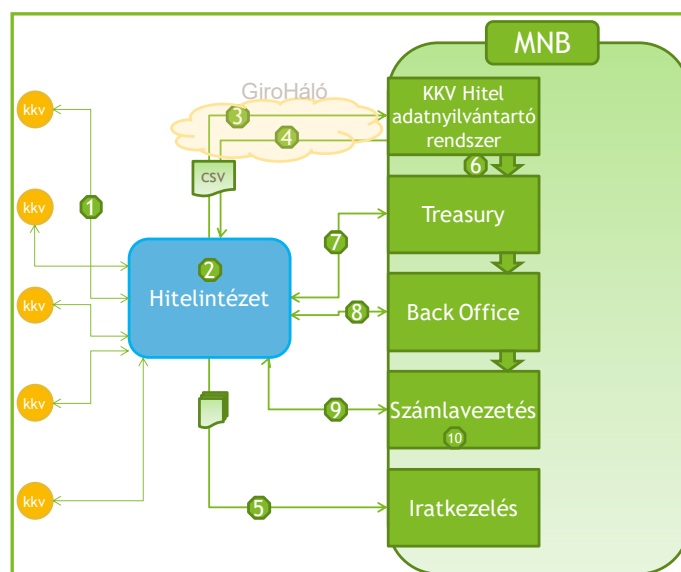 MNB
GiroHáló
kkv
3
KKV Hitel
adatnyilvántartó
rendszer
4
6
CSV
1
kkv
Treasury
7
2
Hitelintézet
kkv
8
Back Office
kkv
9
Számlavezetés
10
kkv
5
Iratkezelés